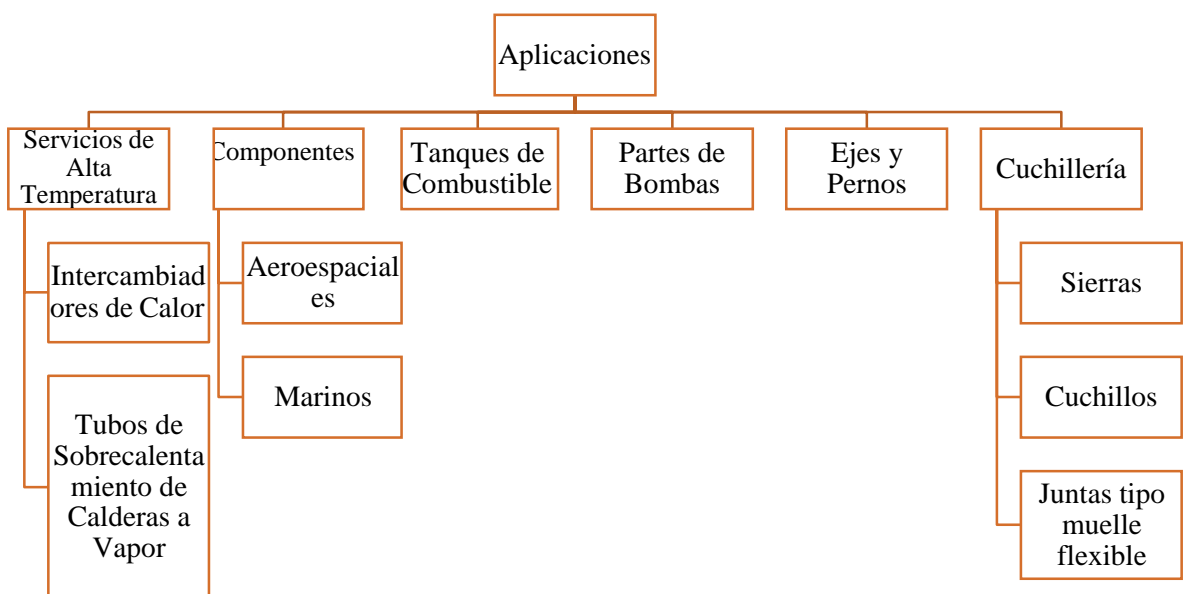 Aplicaciones
Servicios de
Alta
Temperatura
Intercambiad
ores de Calor
Tubos de
Sobrecalenta
miento de
Calderas a
Vapor
Componentes
Aeroespacial
es
Marinos
Tanques de
Combustible
Partes de
Bombas
Ejes y
Pernos
Cuchillería
Sierras
Cuchillos
Juntas tipo
muelle
flexible